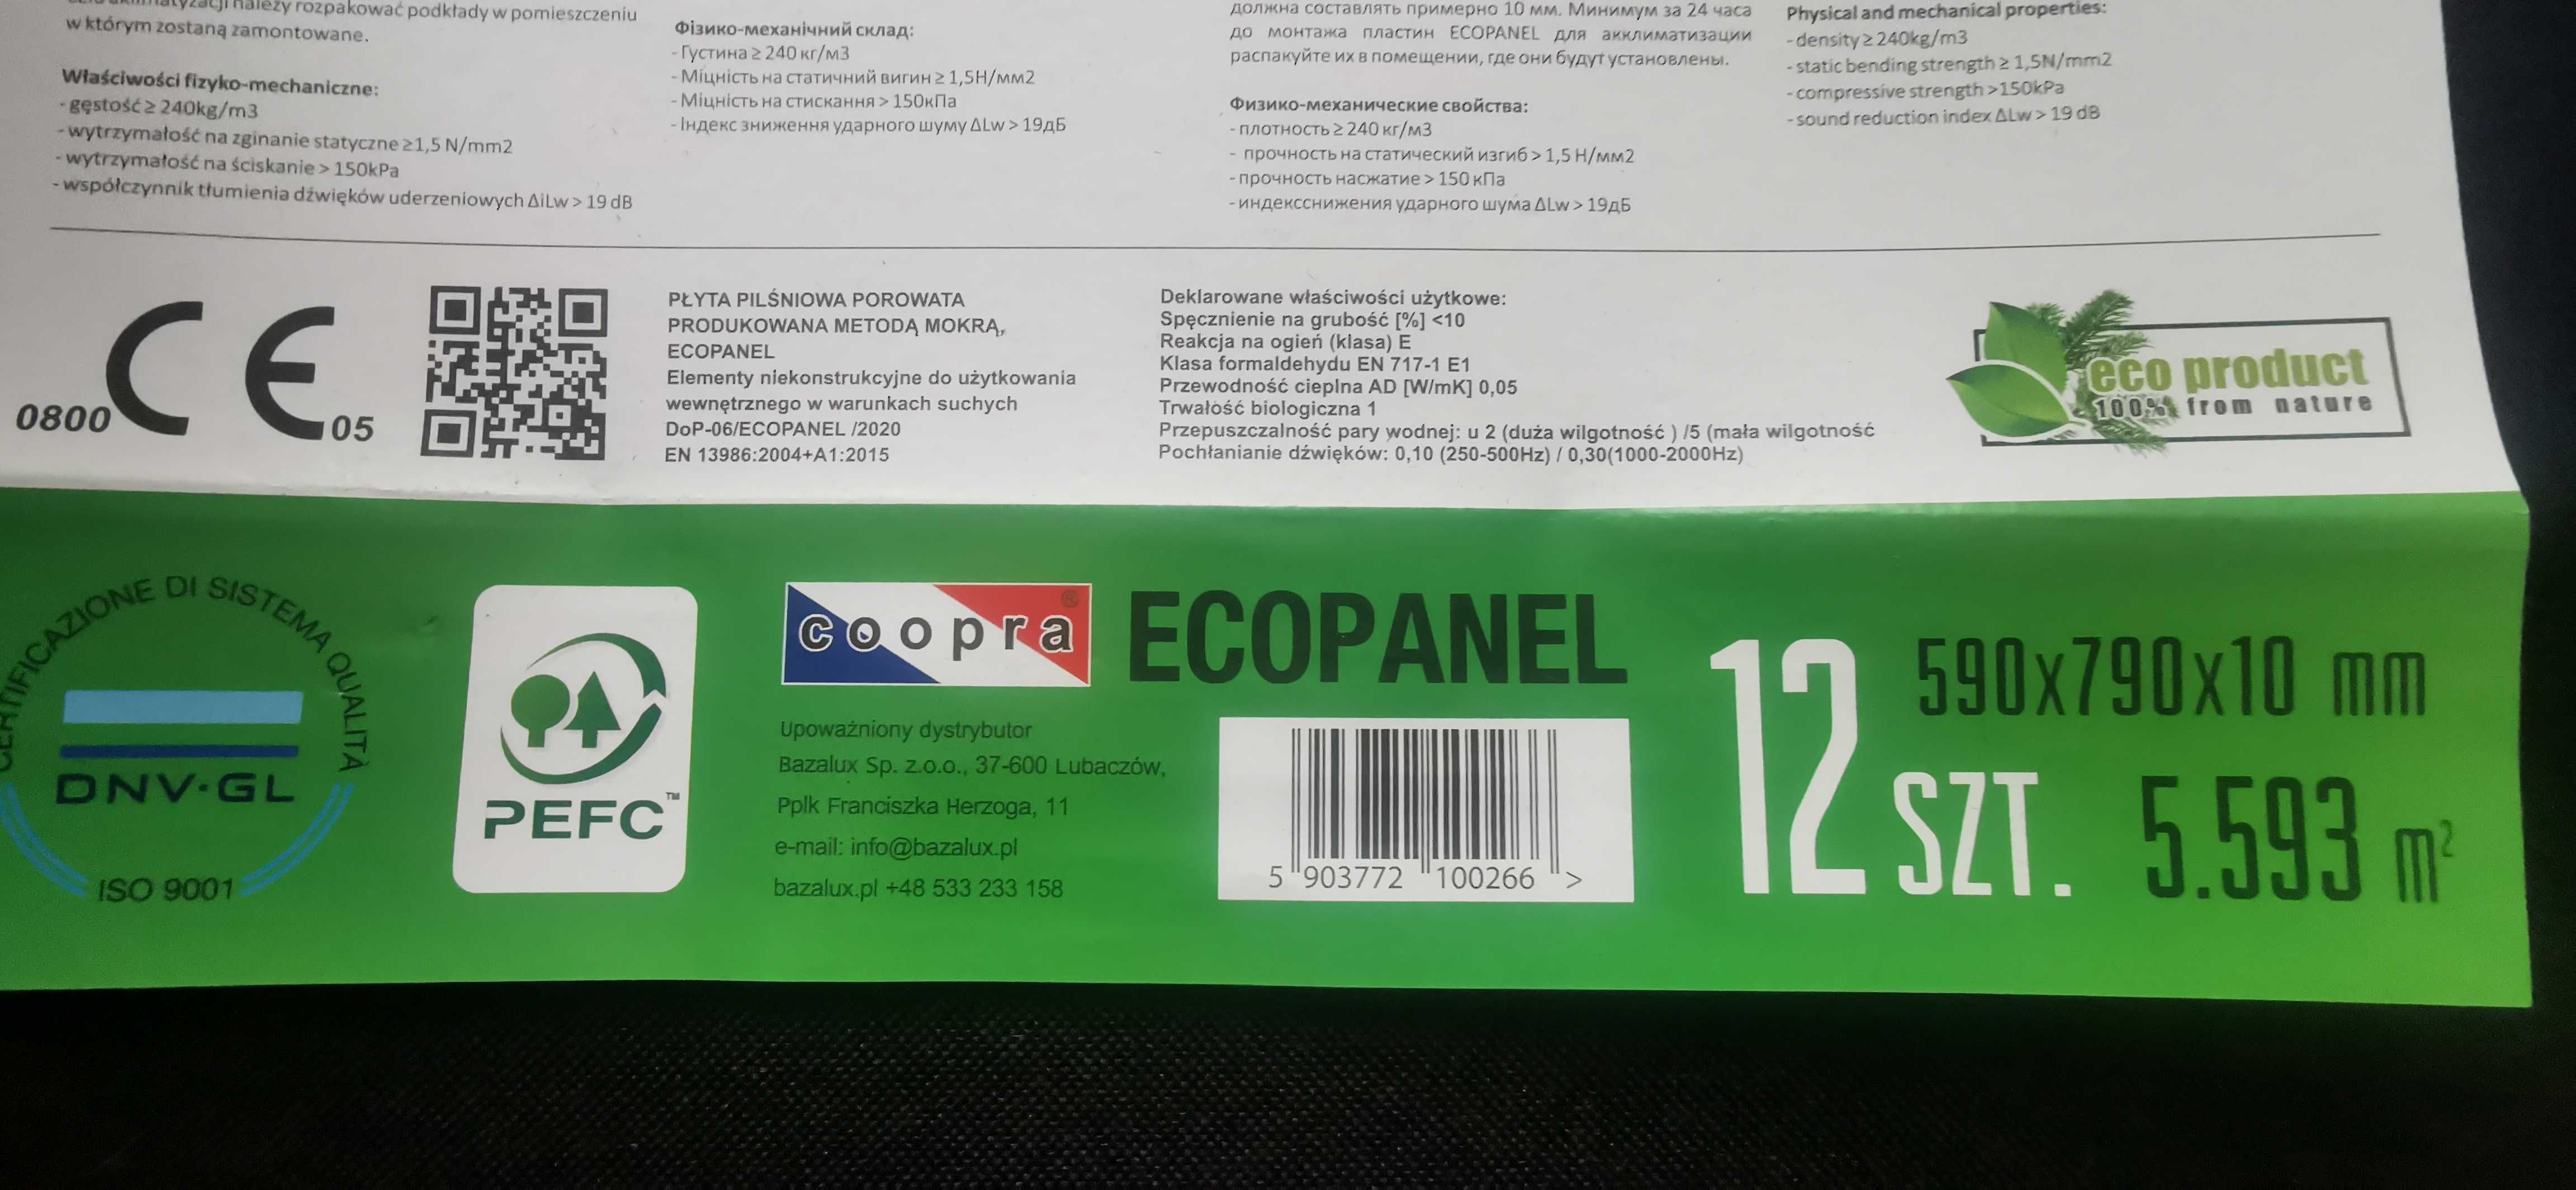 należy rozpakować podkłady w pomieszczeniu
w którym zostaną zamontowane.
Właściwości fizyko-mechaniczne:
- gęstość ≥ 240kg/m3
- wytrzymałość na zginanie statyczne ≥1,5 N/mm2
- wytrzymałość na ściskanie > 150kPa
- współczynnik tłumienia dźwięków uderzeniowych ΔiLw > 19 dB
Фізико-механічний склад:
- Густина ≥ 240 кг/м3
- Міцність на статичний вигин ≥ 1,5Н/мм2
- Міцність на стискання > 150кПа
- Індекс зниження ударного шуму ΔLw > 19дБ
должна составлять примерно 10 мм. Минимум за 24 часа
до монтажа пластин ECOPANEL для акклиматизации
распакуйте их в помещении, где они будут установлены.
Физико-механические свойства:
- плотность ≥ 240 кг/м3
- прочность на статический изгиб > 1,5 Н/мм2
- прочность насжатие > 150 кПа
- индексснижения ударного шума ΔLw > 19дБ
Physical and mechanical properties:
- density ≥ 240kg/m3
- static bending strength ≥ 1,5N/mm2
- compressive strength >150kPa
- sound reduction index ΔLw > 19 dB
0800 CE 05
PŁYTA PILŚNIOWA POROWATA
PRODUKOWANA METODĄ MOKRĄ,
ECOPANEL
Elementy niekonstrukcyjne do użytkowania
wewnętrznego w warunkach suchych
DoP-06/ECOPANEL /2020
EN 13986:2004+A1:2015
Deklarowane właściwości użytkowe:
Spęcznienie na grubość [%] <10
Reakcja na ogień (klasa) E
Klasa formaldehydu EN 717-1 E1
Przewodność cieplna AD [W/mK] 0,05
Trwałość biologiczna 1
Przepuszczalność pary wodnej: u 2 (duża wilgotność ) /5 (mała wilgotność
Pochłanianie dźwięków: 0,10 (250-500Hz) / 0,30(1000-2000Hz)
eco product
100% from nature
CERTIFICAZIONE DI SISTEMA QUALITÀ
DNV·GL
ISO 9001
PEFC™
coopra®
ECOPANEL
Upoważniony dystrybutor
Bazalux Sp. z.o.o., 37-600 Lubaczów,
Pplk Franciszka Herzoga, 11
e-mail: info@bazalux.pl
bazalux.pl +48 533 233 158
5 903772 100266 >
12 SZT.
590x790x10 mm
5.593 m²